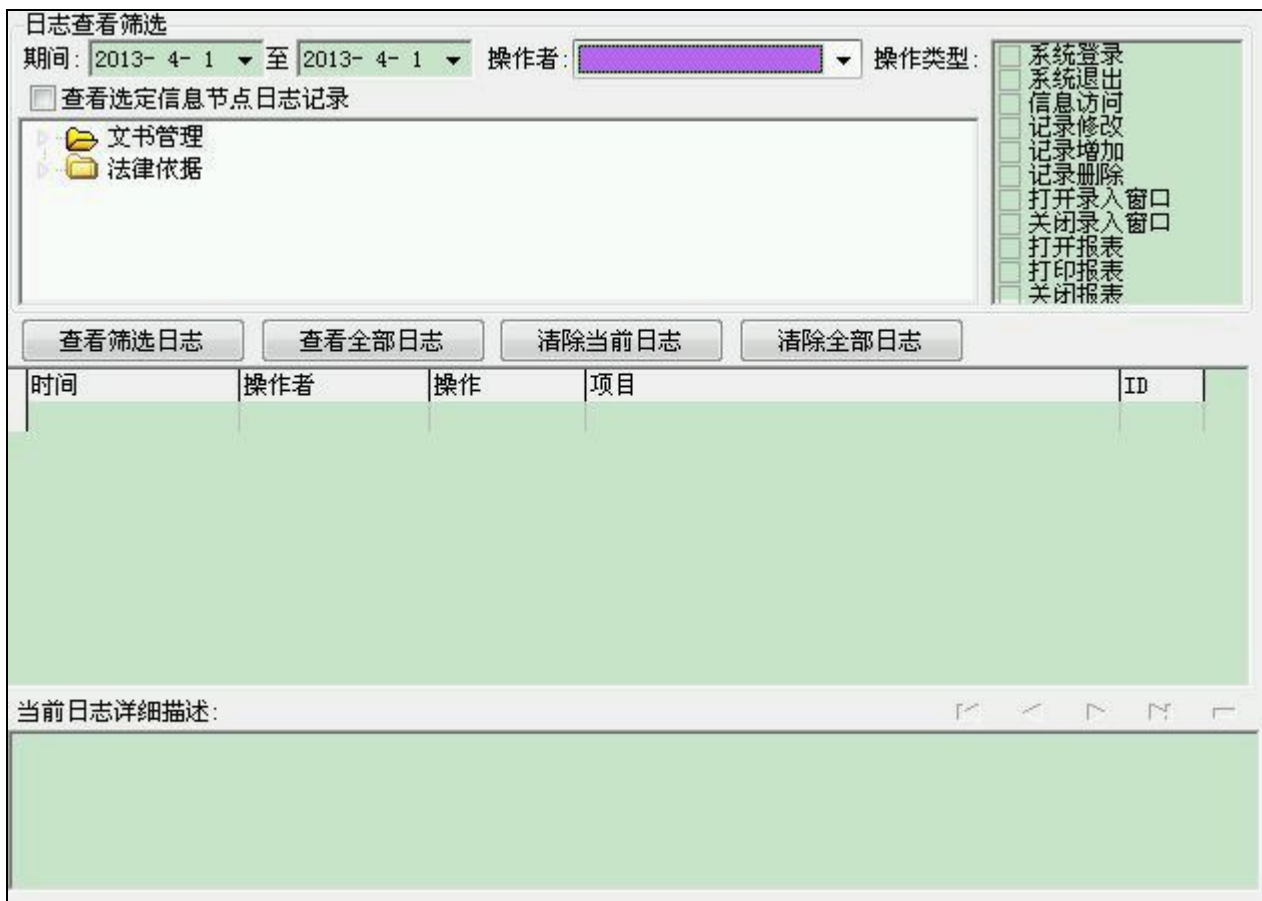 日志查看筛选
期间: 2013- 4- 1 至 2013- 4- 1 操作者: 操作类型:
系统登录
系统退出
信息访问
记录修改
记录增加
记录删除
打开录入窗口
关闭录入窗口
打开报表
打印报表
关闭报表
查看选定信息节点日志记录
文书管理
法律依据
查看筛选日志 查看全部日志 清除当前日志 清除全部日志
时间 操作者 操作 项目 ID
当前日志详细描述: